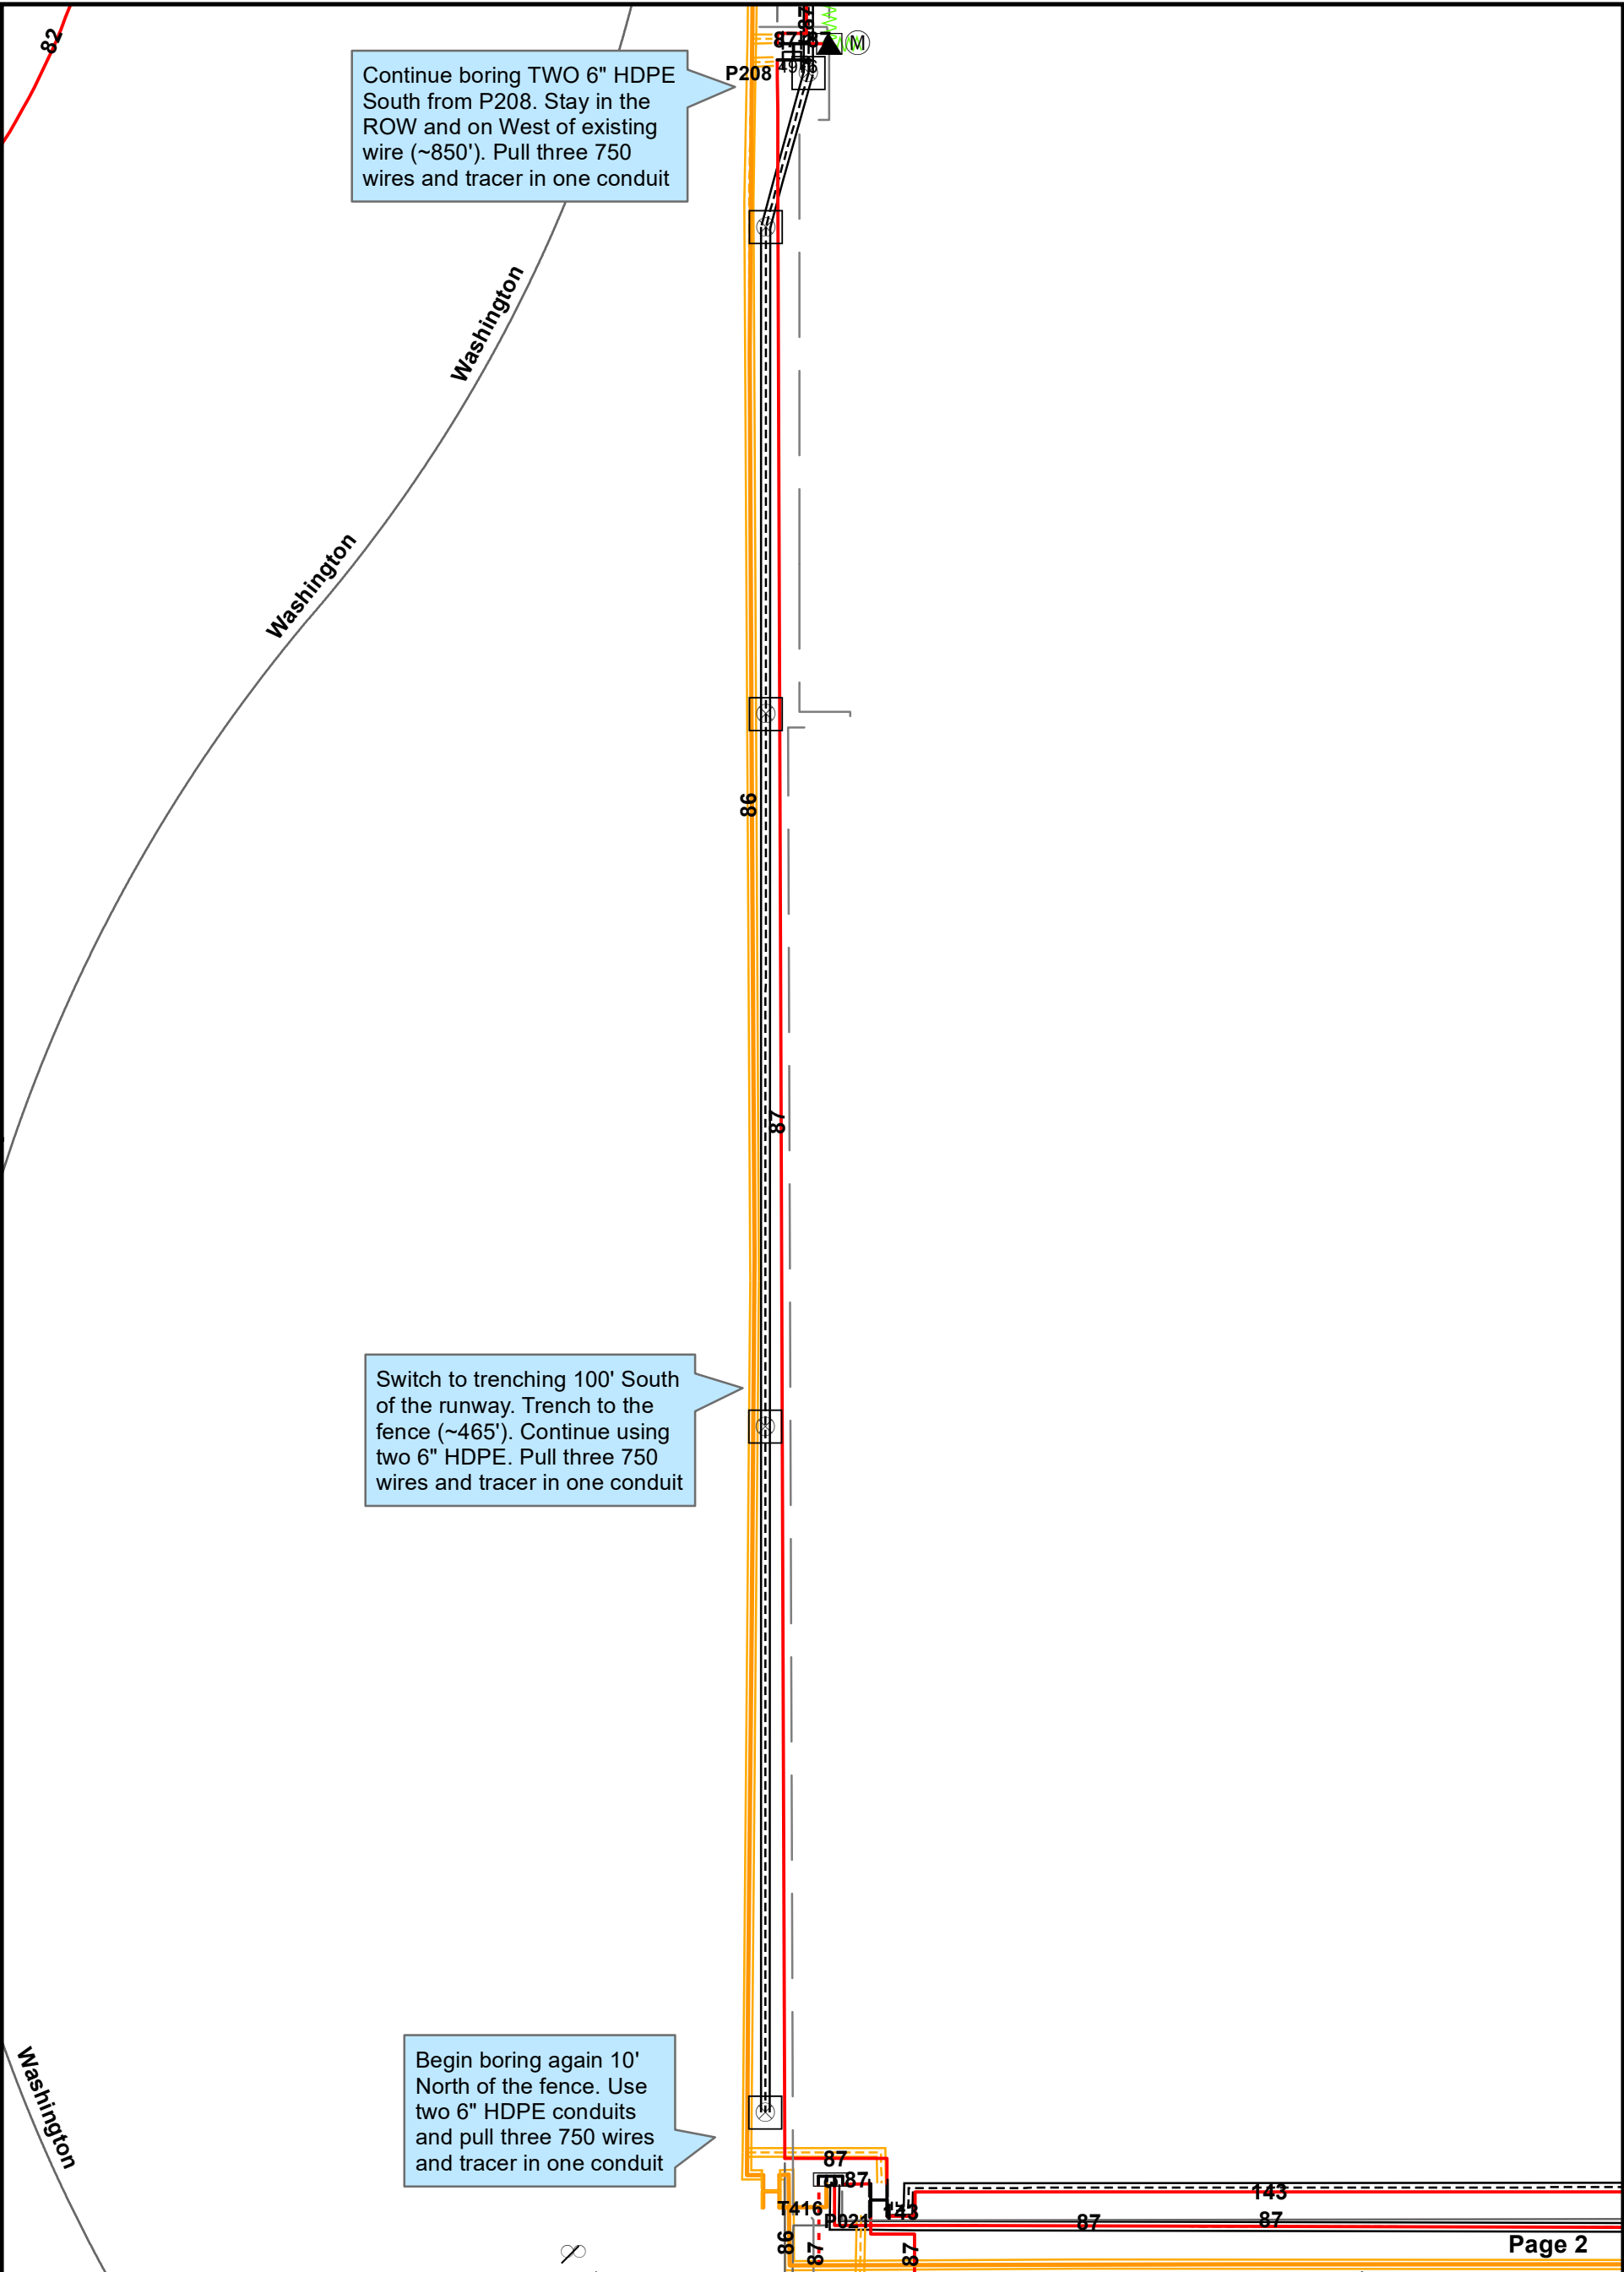 82
87
87
87
M
P208
Continue boring TWO 6" HDPE
South from P208. Stay in the
ROW and on West of existing
wire (~850'). Pull three 750
wires and tracer in one conduit
Washington
Washington
86
87
Switch to trenching 100' South
of the runway. Trench to the
fence (~465'). Continue using
two 6" HDPE. Pull three 750
wires and tracer in one conduit
Begin boring again 10'
North of the fence. Use
two 6" HDPE conduits
and pull three 750 wires
and tracer in one conduit
Washington
87
87
143
T416
143
P021
87
87
86
87
87
Page 2